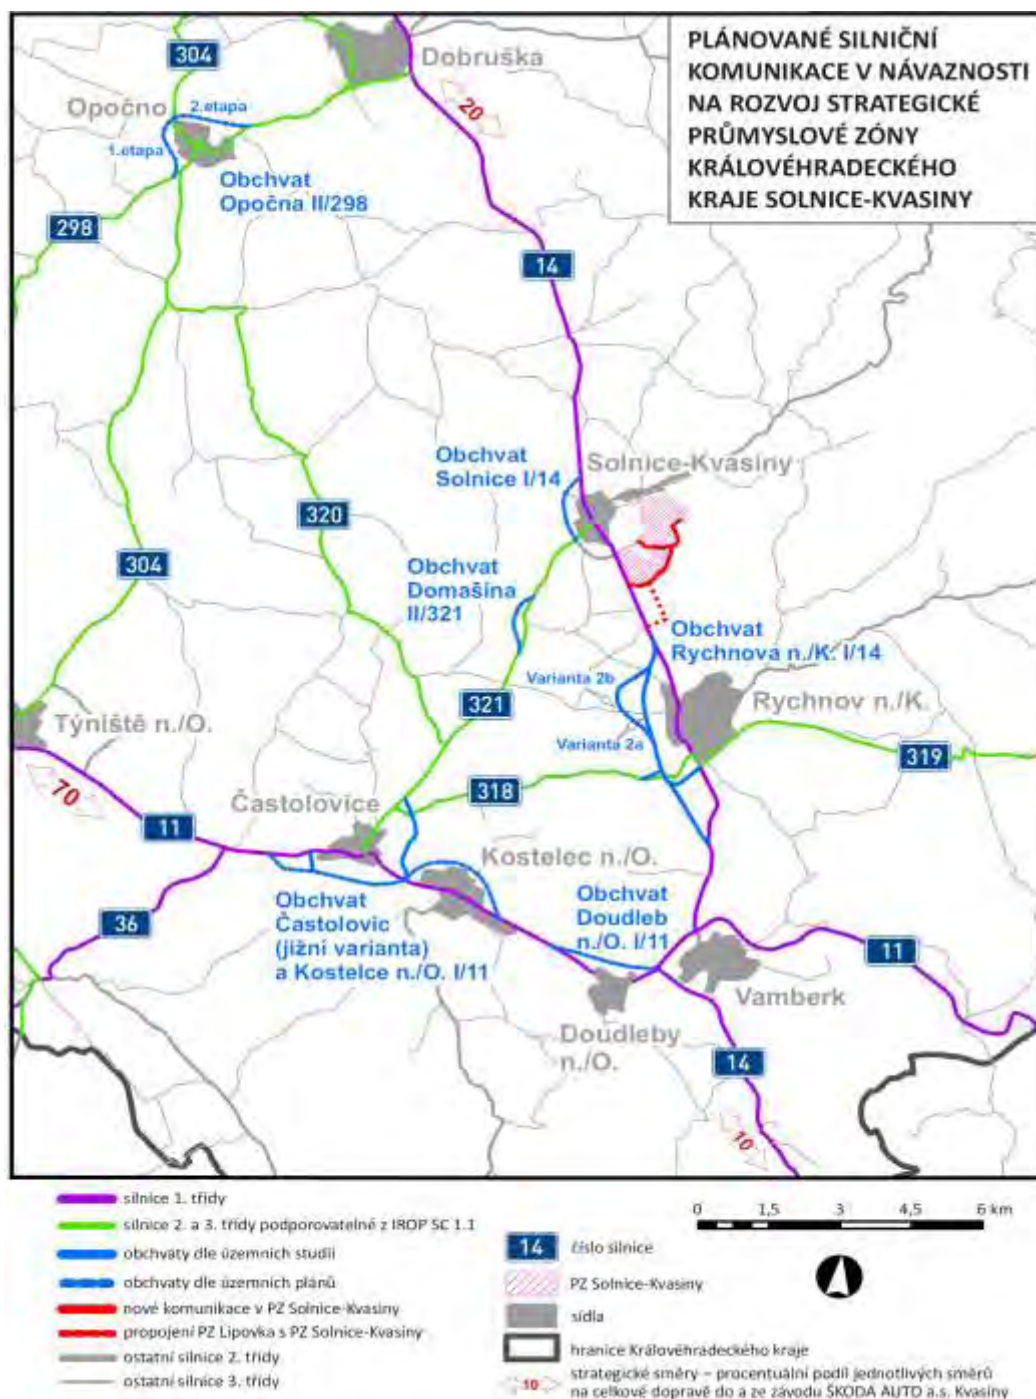 PLÁNOVANÉ SILNIČNÍ
KOMUNIKACE V NÁVAZNOSTI
NA ROZVOJ STRATEGICKÉ
PRŮMYSLOVÉ ZÓNY
KRÁLOVÉHRADECKÉHO
KRAJE SOLNICE-KVASINY
304
Dobruška
Opočno
2.etapa
1.etapa
20
Obchvat
Opočna II/298
298
14
Obchvat
Solnice I/14
Solnice-Kvasiny
320
304
Obchvat
Domašína
II/321
Obchvat
Rychnova n./K. I/14
Varianta 2b
321
Rychnov n./K.
Týniště n./O.
Varianta 2a
319
70
318
Častolovice
11
Kostelec n./O.
36
Obchvat
Častolovic
(jižní varianta)
a Kostelce n./O. I/11
Obchvat
Doudleb
n./O. I/11
11
Vamberk
Doudleby
n./O.
14
10
silnice 1. třídy
silnice 2. a 3. třídy podporovatelné z IROP SC 1.1
obchvaty dle územních studií
obchvaty dle územních plánů
nové komunikace v PZ Solnice-Kvasiny
propojení PZ Lipovka s PZ Solnice-Kvasiny
ostatní silnice 2. třídy
ostatní silnice 3. třídy
0 1,5 3 4,5 6 km
14 číslo silnice
PZ Solnice-Kvasiny
sídla
hranice Královéhradeckého kraje
10 strategické směry – procentuální podíl jednotlivých směrů
na celkové dopravě do a ze závodu ŠKODA AUTO a.s. Kvasiny